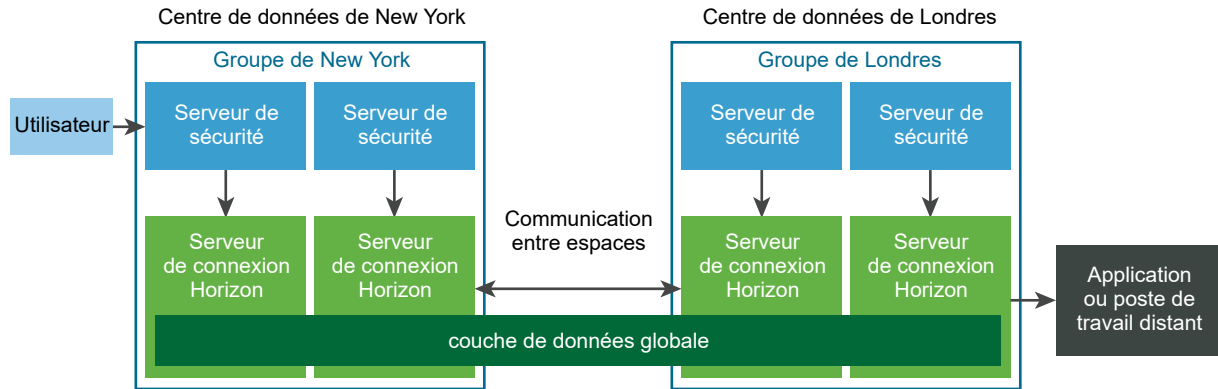 Centre de données de New York
Centre de données de Londres
Groupe de New York
Groupe de Londres
Utilisateur
Serveur de
sécurité
Serveur de
sécurité
Serveur de
sécurité
Serveur de
sécurité
Communication
entre espaces
Serveur
de connexion
Horizon
Serveur
de connexion
Horizon
Serveur
de connexion
Horizon
Serveur
de connexion
Horizon
Application
ou poste de
travail distant
couche de données globale